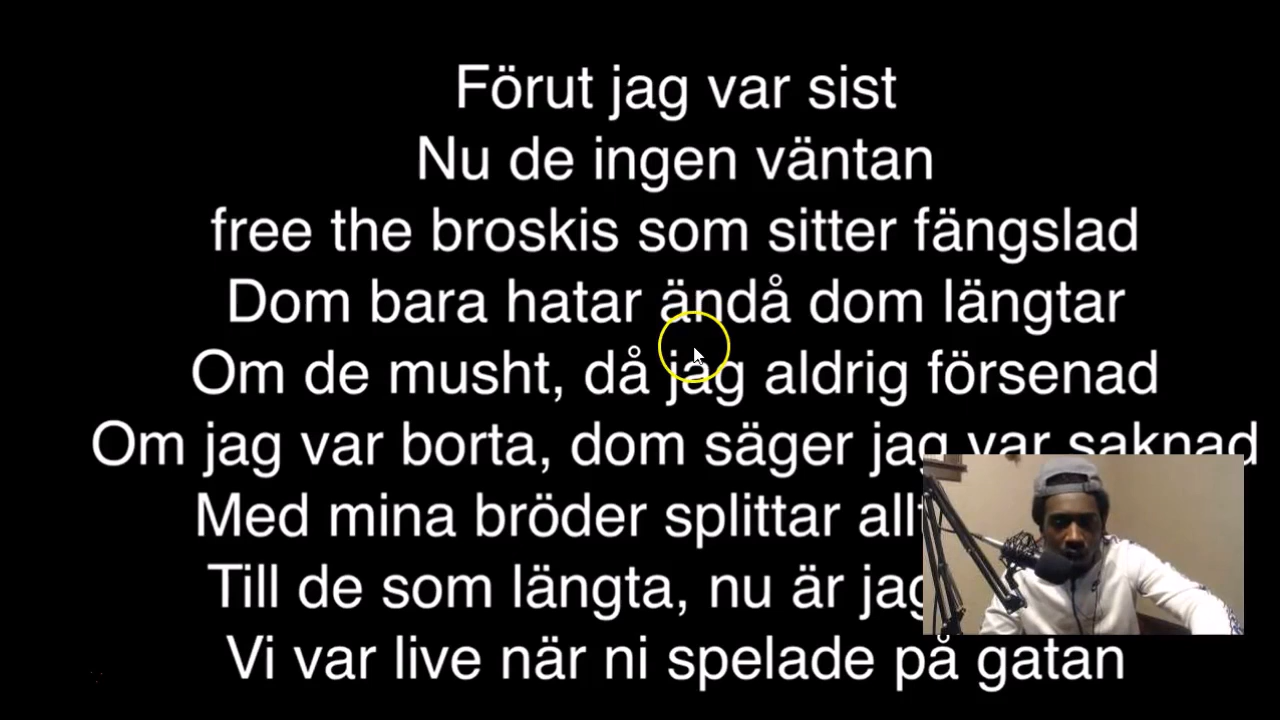 Förut jag var sist
Nu de ingen väntan
free the broskis som sitter fängslad
Dom bara hatar ändå dom längtar
Om de musht, då jag aldrig försenad
Om jag var borta, dom säger jag var saknad
Med mina bröder splittar
Till de som längta, nu är
Vi var live när ni spelade på gatan